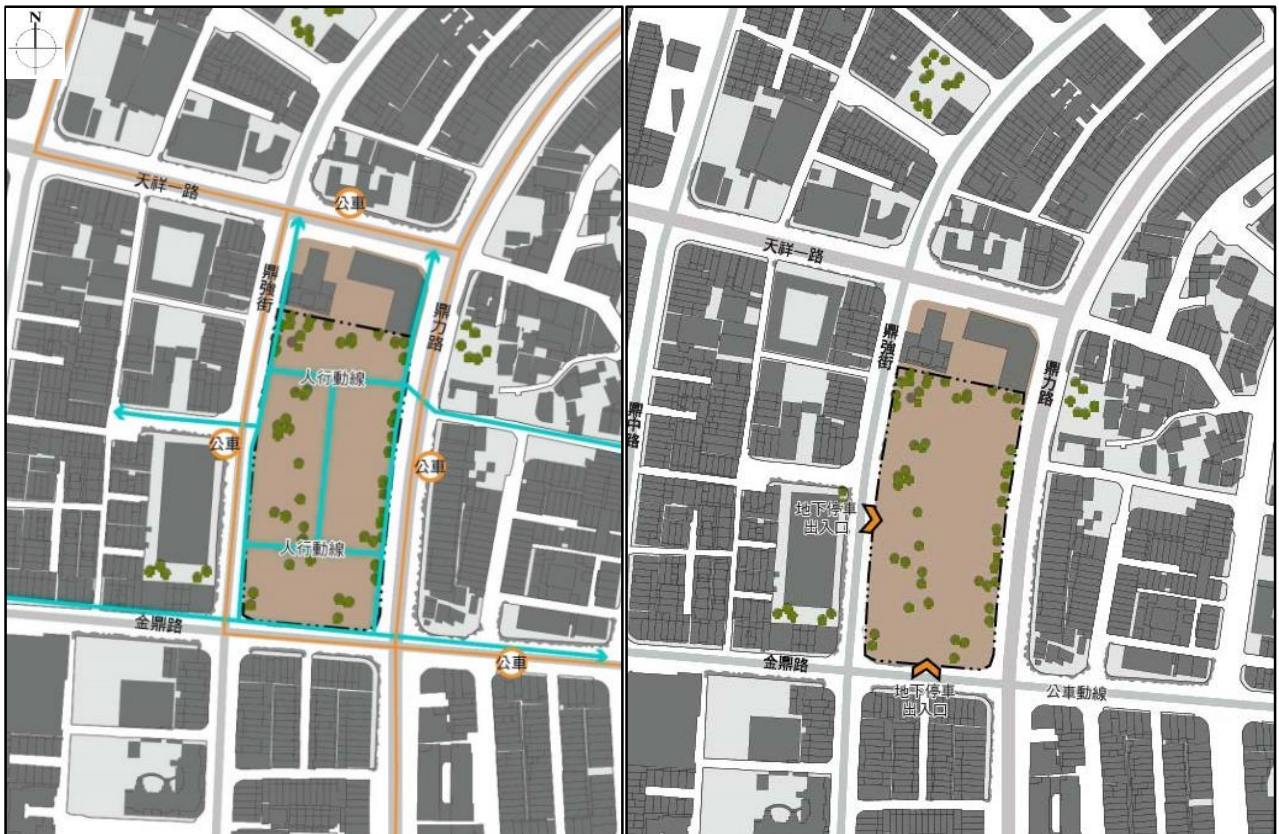 N
天祥一路
公車
鼎強街
鼎力路
人行動線
公車
公車
人行動線
金鼎路
公車
天祥一路
鼎強街
鼎力路
鼎中路
地下停車
出入口
金鼎路
地下停車
出入口
公車動線